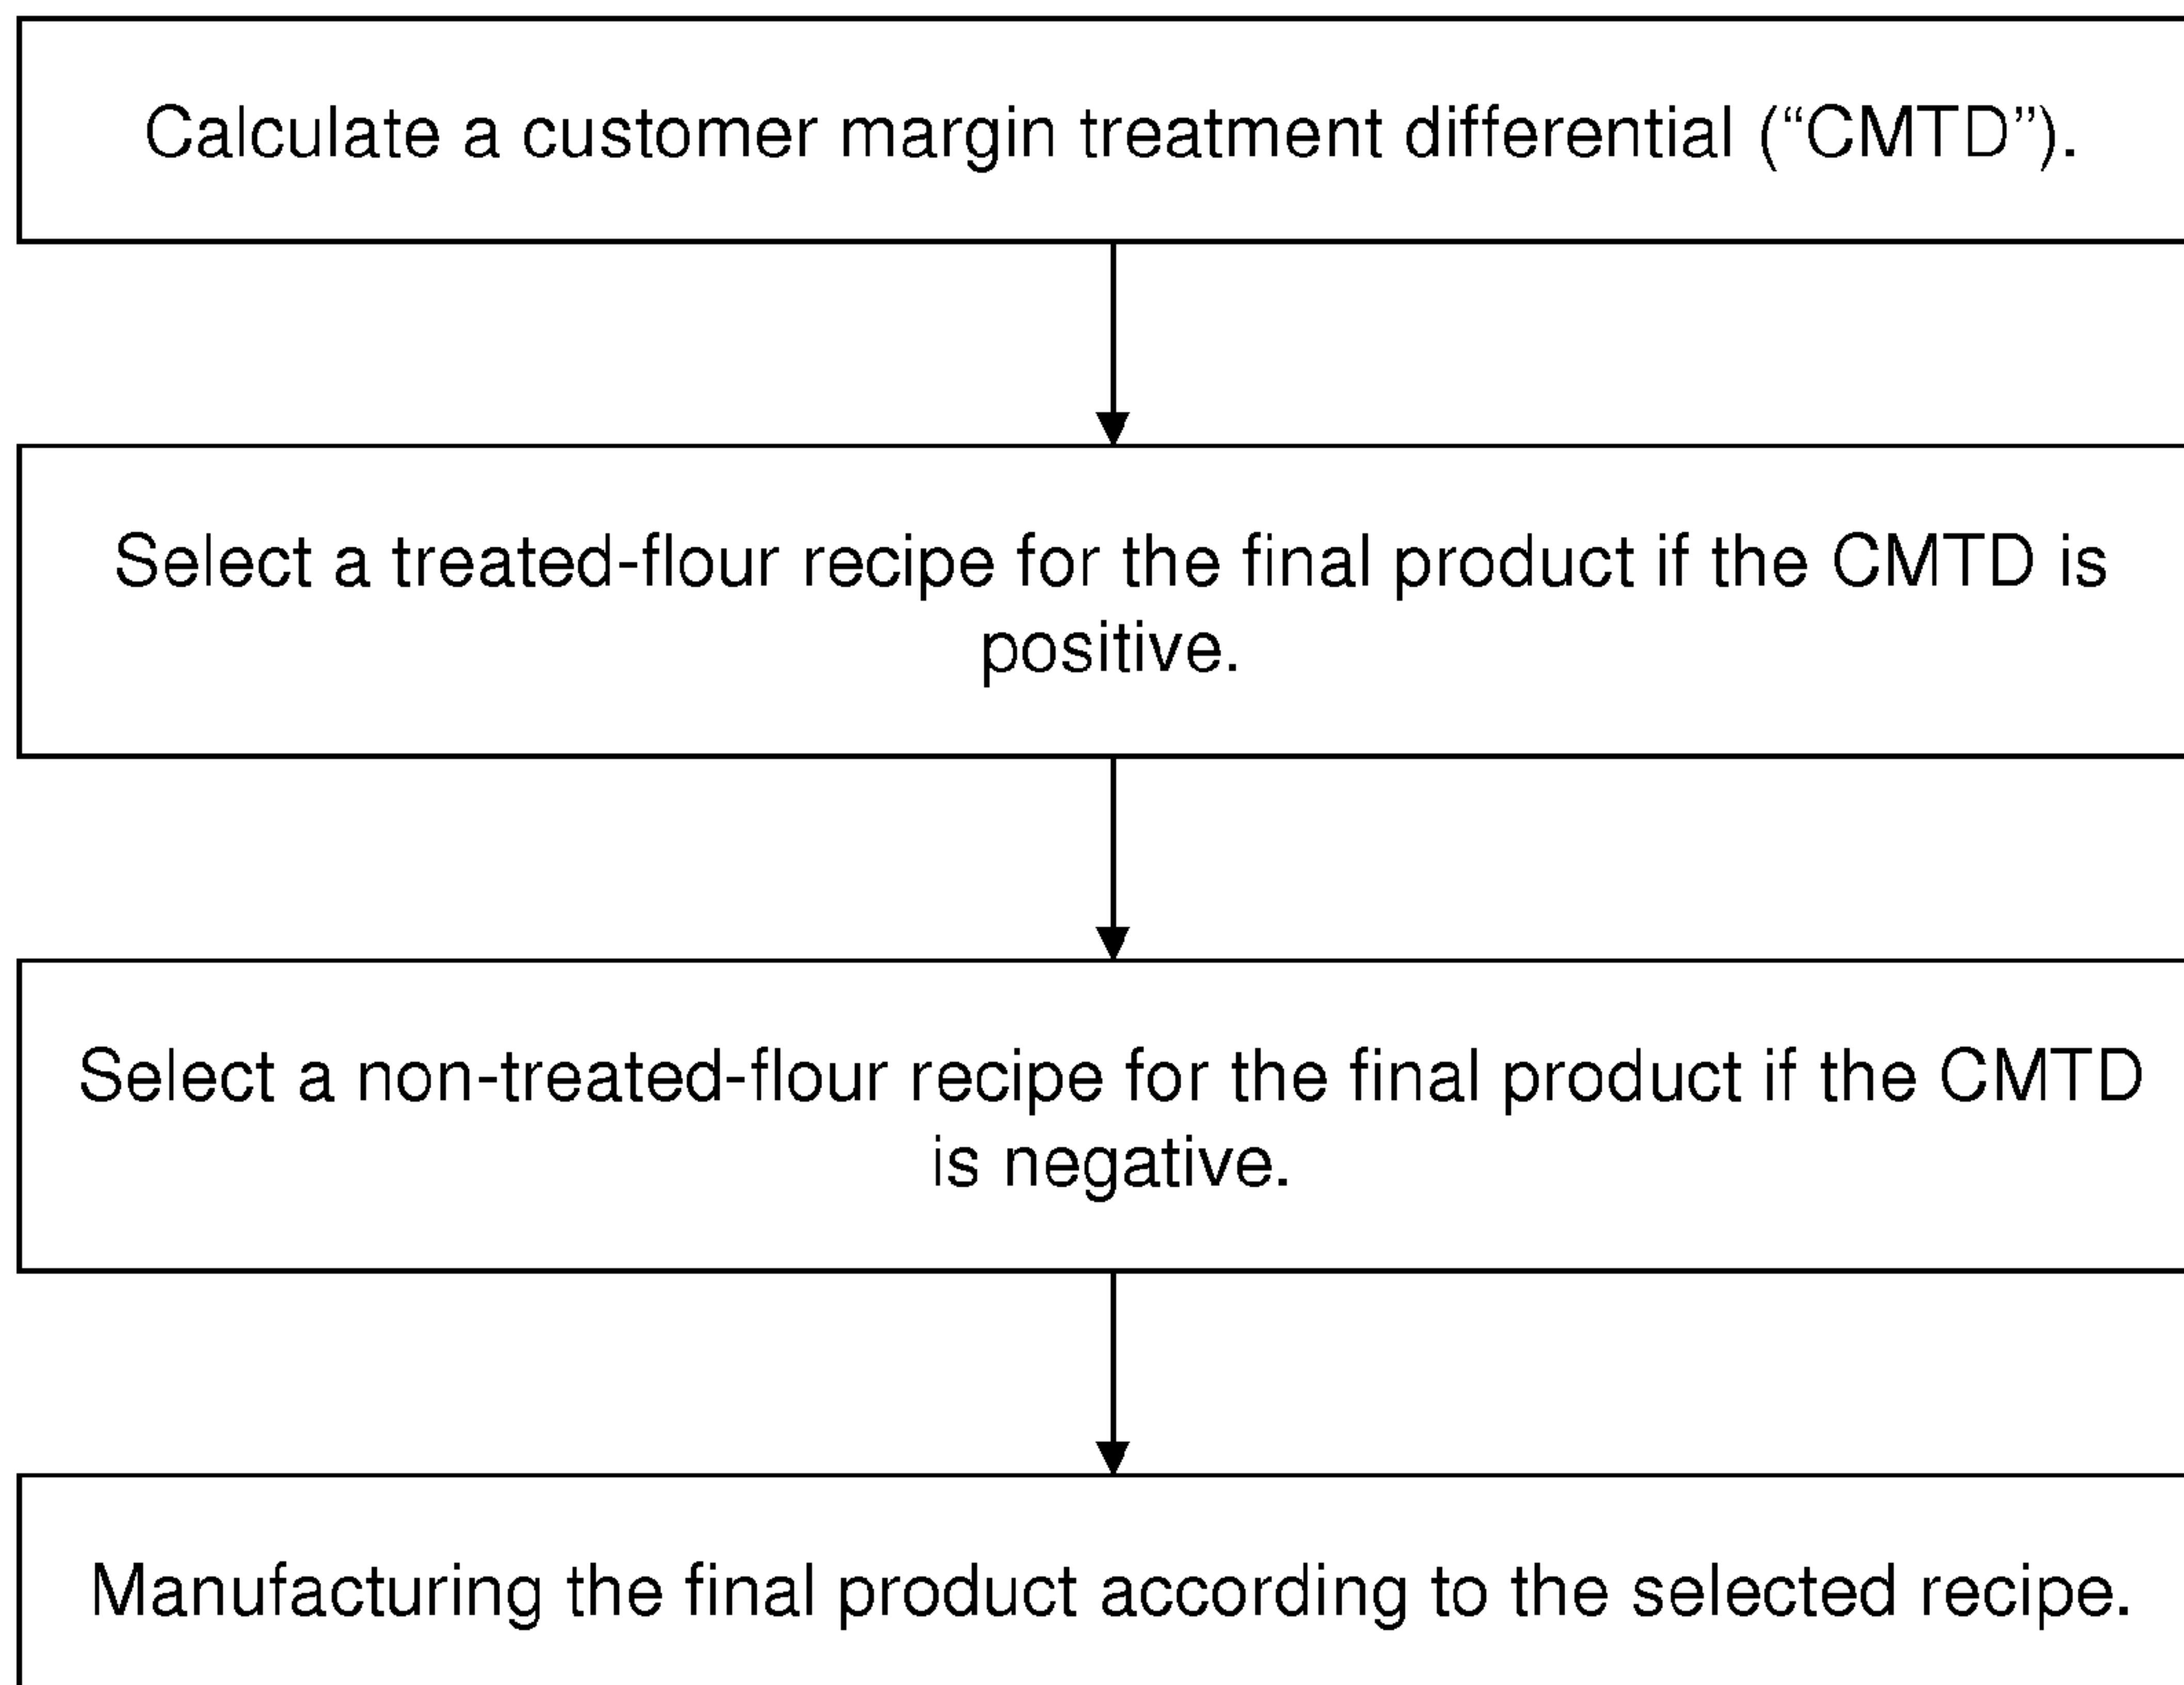 Calculate a customer margin treatment differential (“CMTD”).
Select a treated-flour recipe for the final product if the CMTD is
positive.
Select a non-treated-flour recipe for the final product if the CMTD
is negative.
Manufacturing the final product according to the selected recipe.